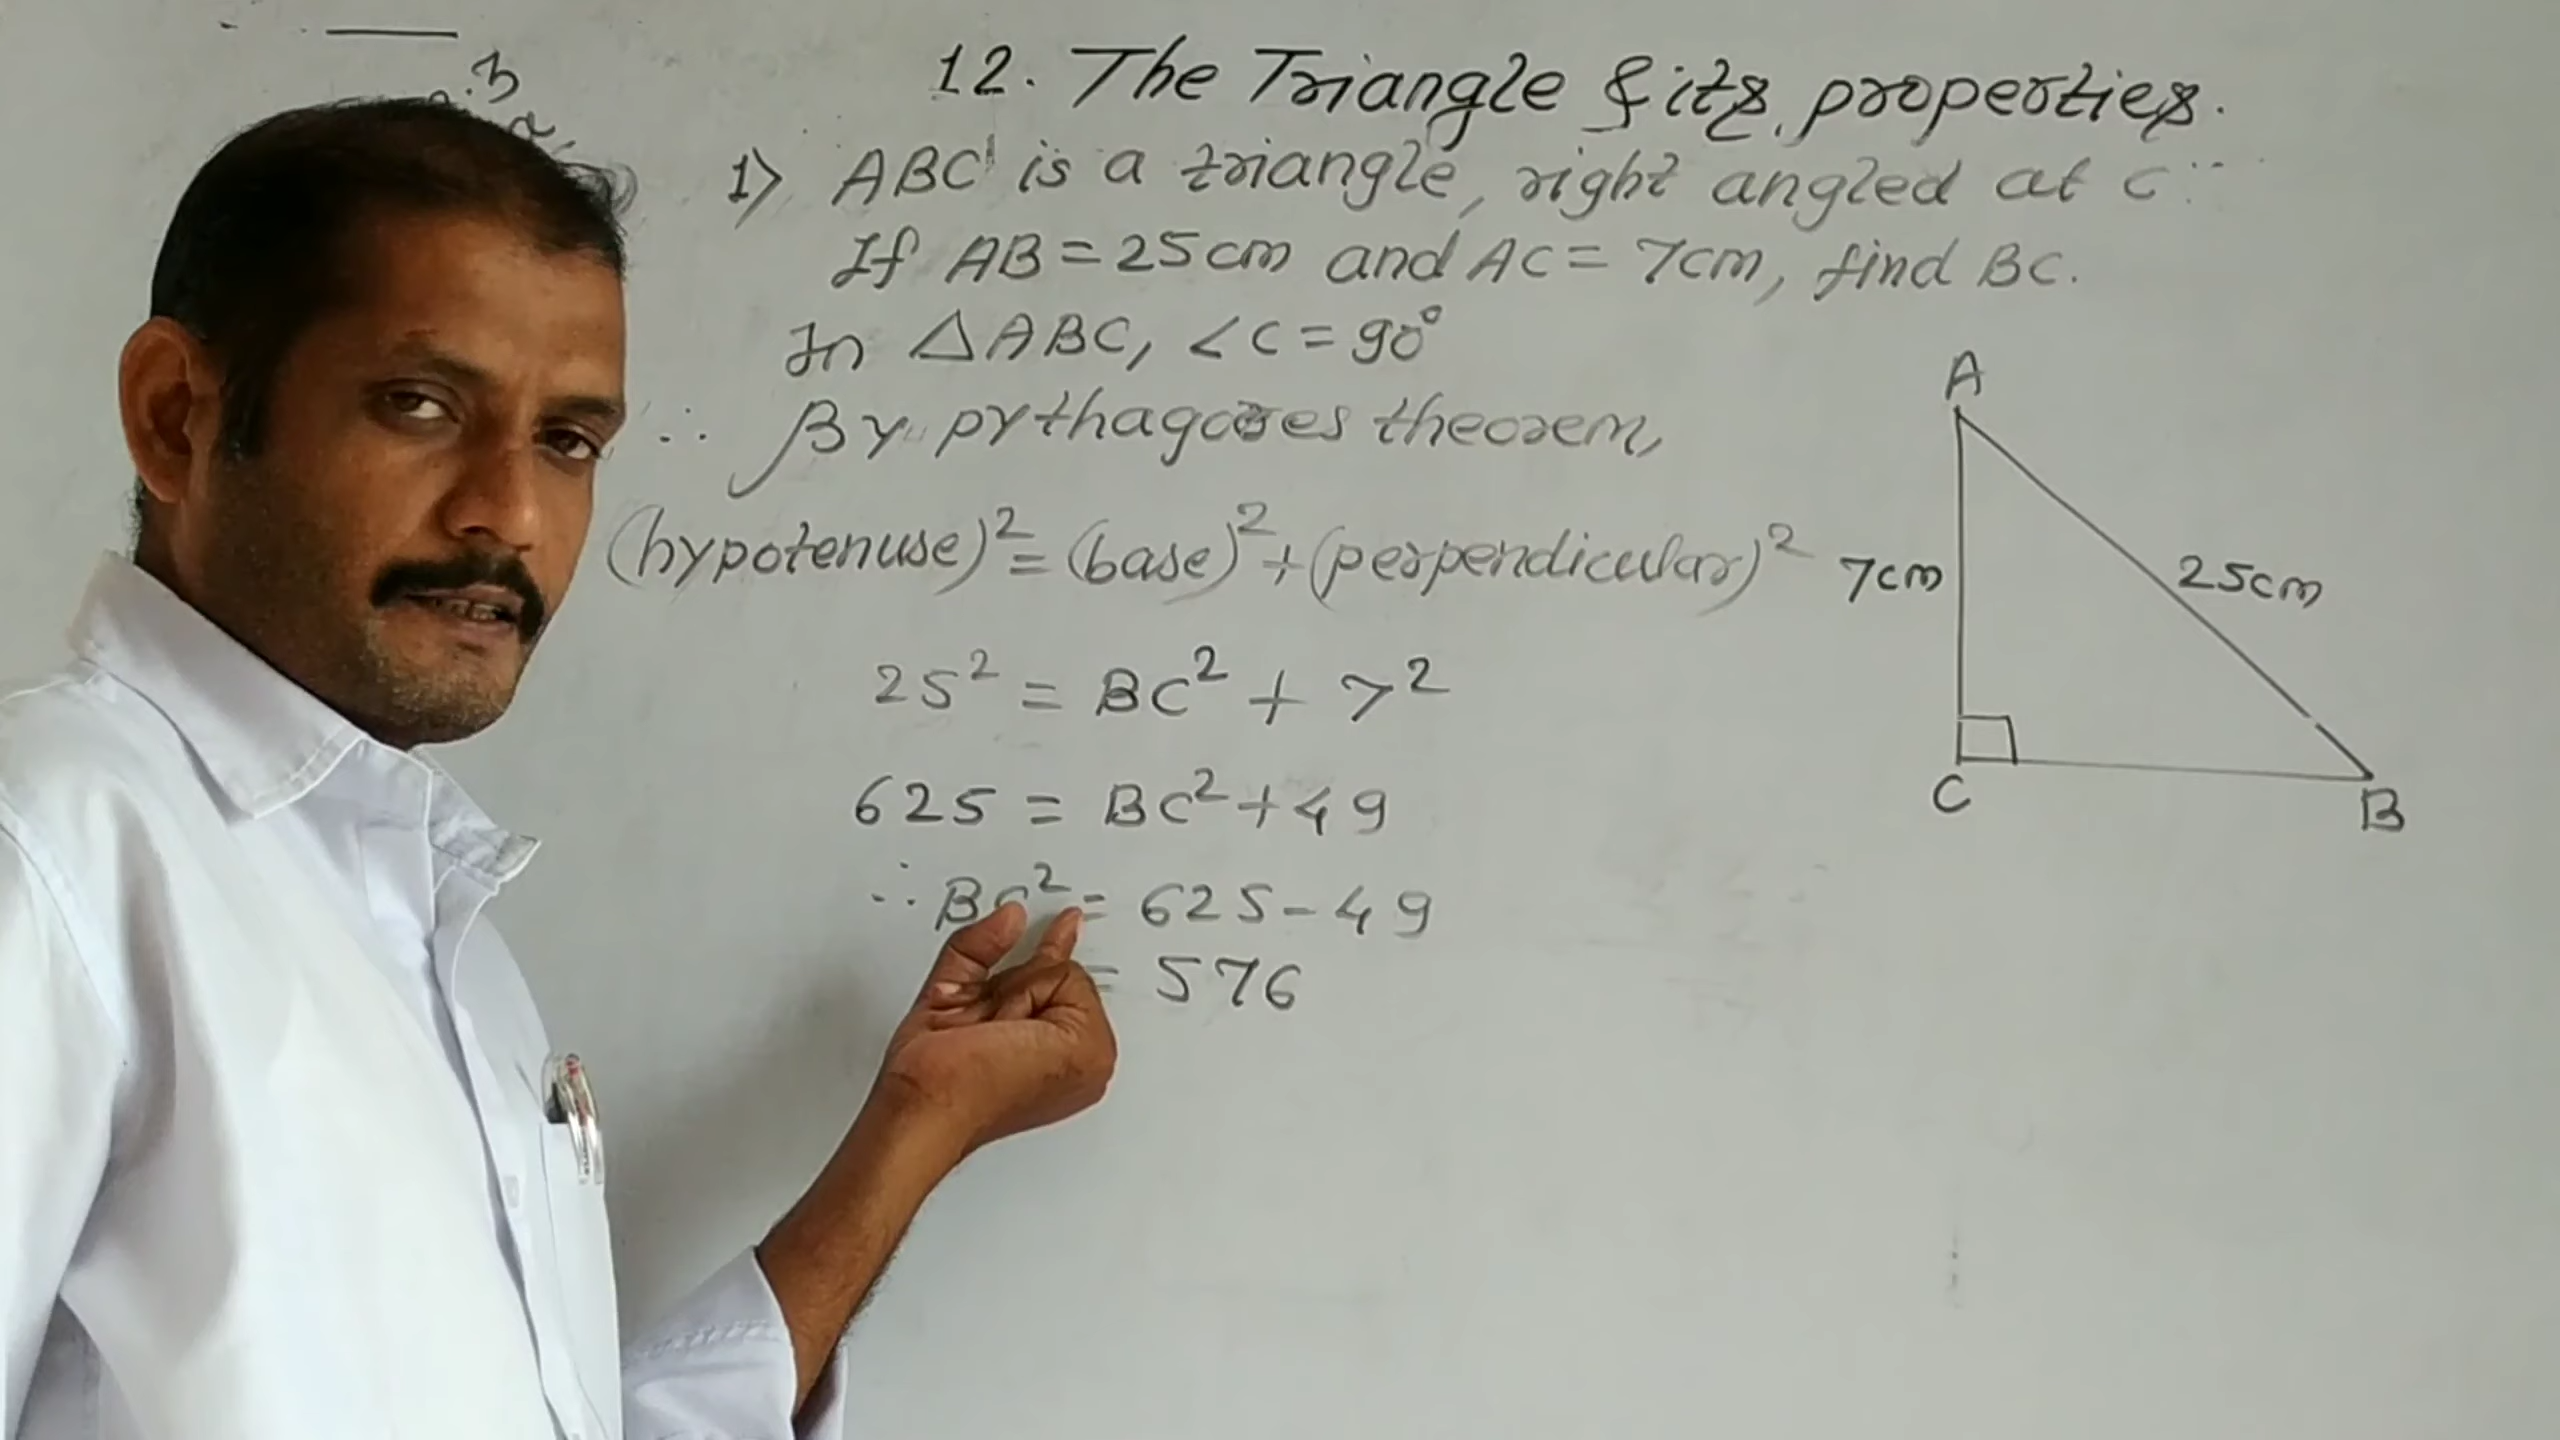 12. The Triangle & its properties.
1) ABC is a triangle, right angled at C.
If AB = 25cm and AC = 7cm, find BC.
In △ABC, ∠C = 90°
∴ By pythagores theorem,
(hypotenuse)² = (base)² + (perpendicular)²
25² = BC² + 7²
625 = BC² + 49
∴ BC² = 625 - 49
= 576
A
7cm
25cm
C
B